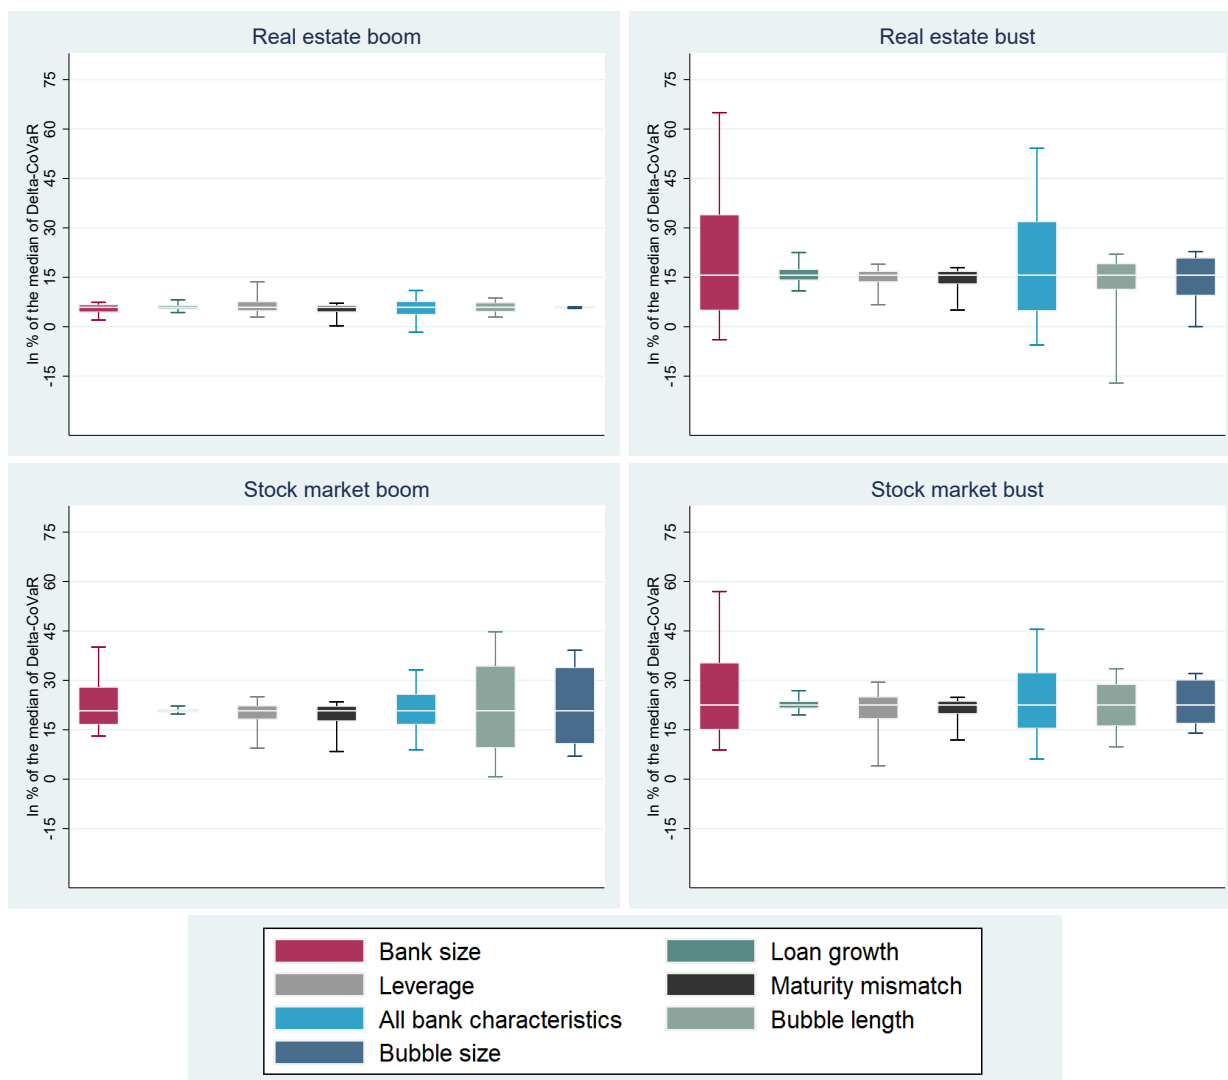 Real estate boom
In % of the median of Delta-CoVaR
75
60
45
30
15
0
-15
Real estate bust
In % of the median of Delta-CoVaR
75
60
45
30
15
0
-15
Stock market boom
In % of the median of Delta-CoVaR
75
60
45
30
15
0
-15
Stock market bust
In % of the median of Delta-CoVaR
75
60
45
30
15
0
-15
Bank size
Loan growth
Leverage
Maturity mismatch
All bank characteristics
Bubble length
Bubble size